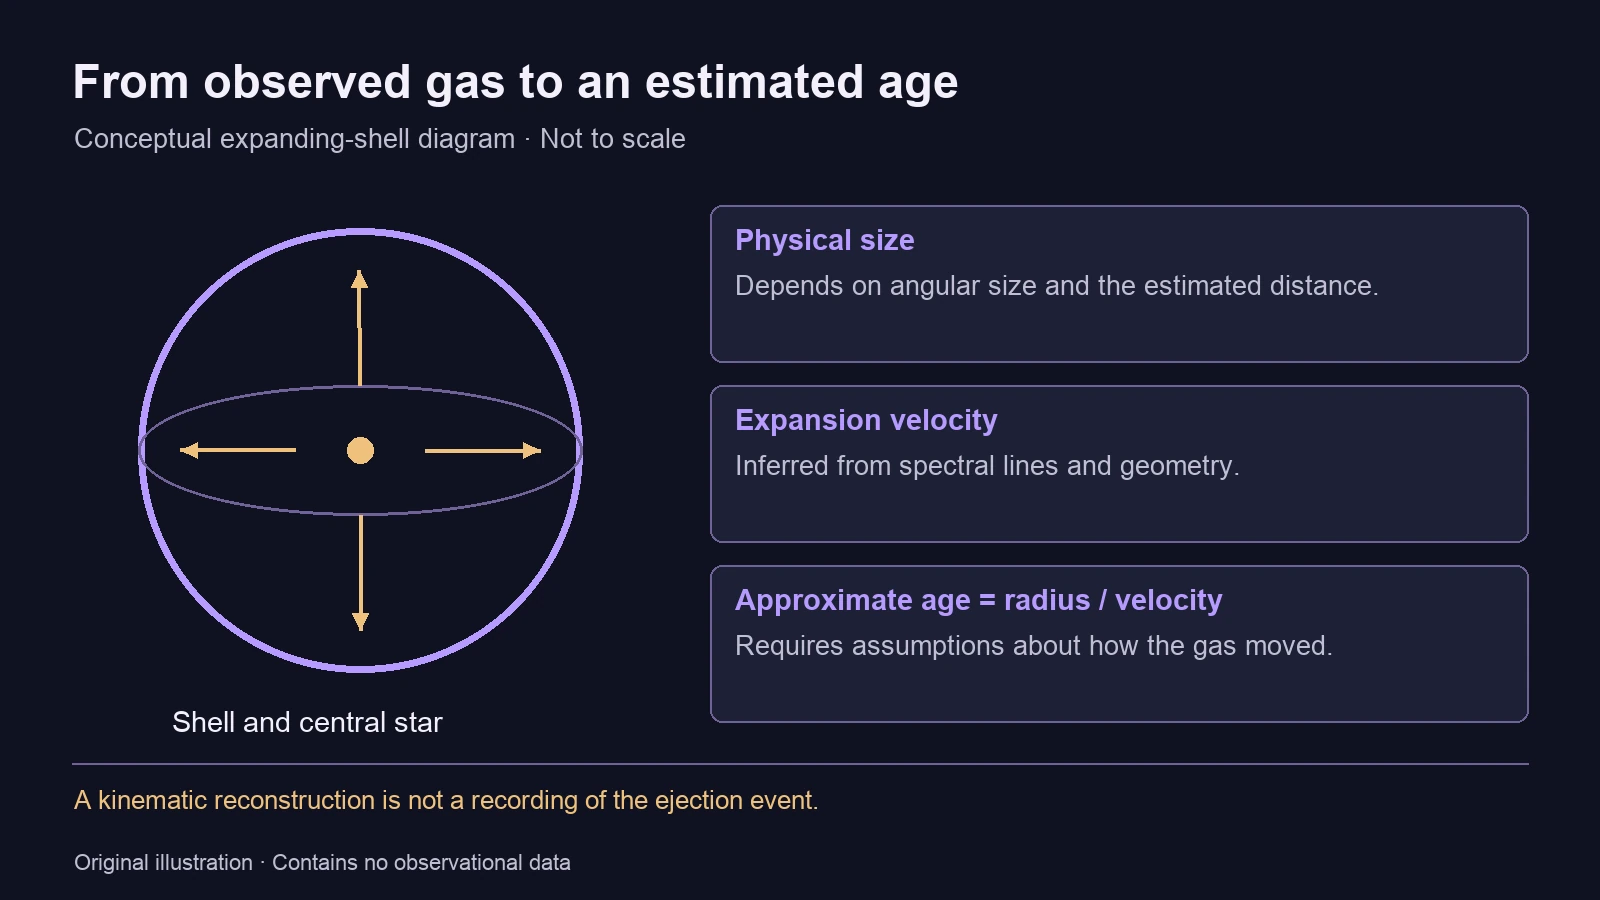 From observed gas to an estimated age
Conceptual expanding-shell diagram · Not to scale
Physical size
Depends on angular size and the estimated distance.
Expansion velocity
Inferred from spectral lines and geometry.
Approximate age = radius / velocity
Requires assumptions about how the gas moved.
Shell and central star
A kinematic reconstruction is not a recording of the ejection event.
Original illustration · Contains no observational data